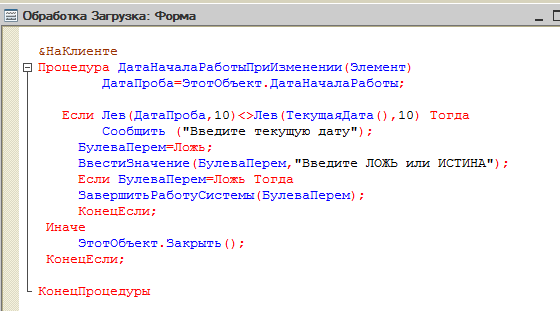 Обработка Загрузка: Форма
&НаКлиенте
Процедура ДатаНачалаРаботыПриИзменении(Элемент)
ДатаПроба=ЭтотОбъект.ДатаНачалаРаботы;
Если Лев(ДатаПроба,10)<>Лев(ТекущаяДата(),10) Тогда
Сообщить ("Введите текущую дату");
БулеваПерем=Ложь;
ВвестиЗначение(БулеваПерем,"Введите ЛОЖЬ или ИСТИНА");
Если БулеваПерем=Ложь Тогда
ЗавершитьРаботуСистемы(БулеваПерем);
КонецЕсли;
Иначе
ЭтотОбъект.Закрыть();
КонецЕсли;
КонецПроцедуры